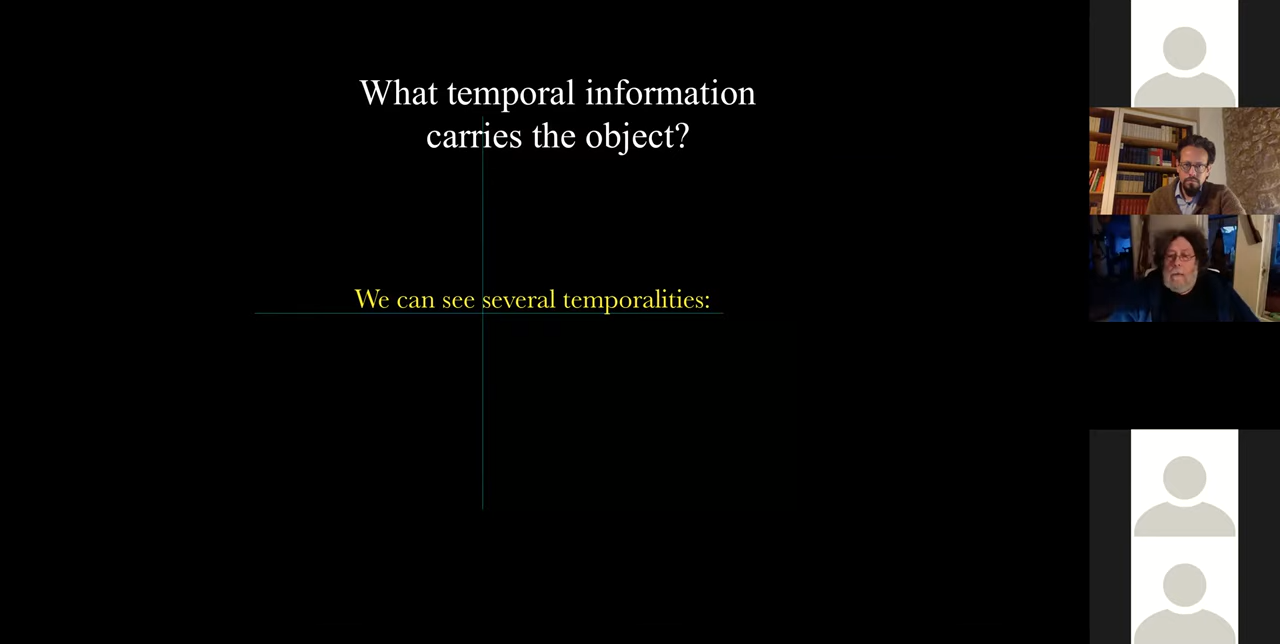 What temporal information
carries the object?
We can see several temporalities: